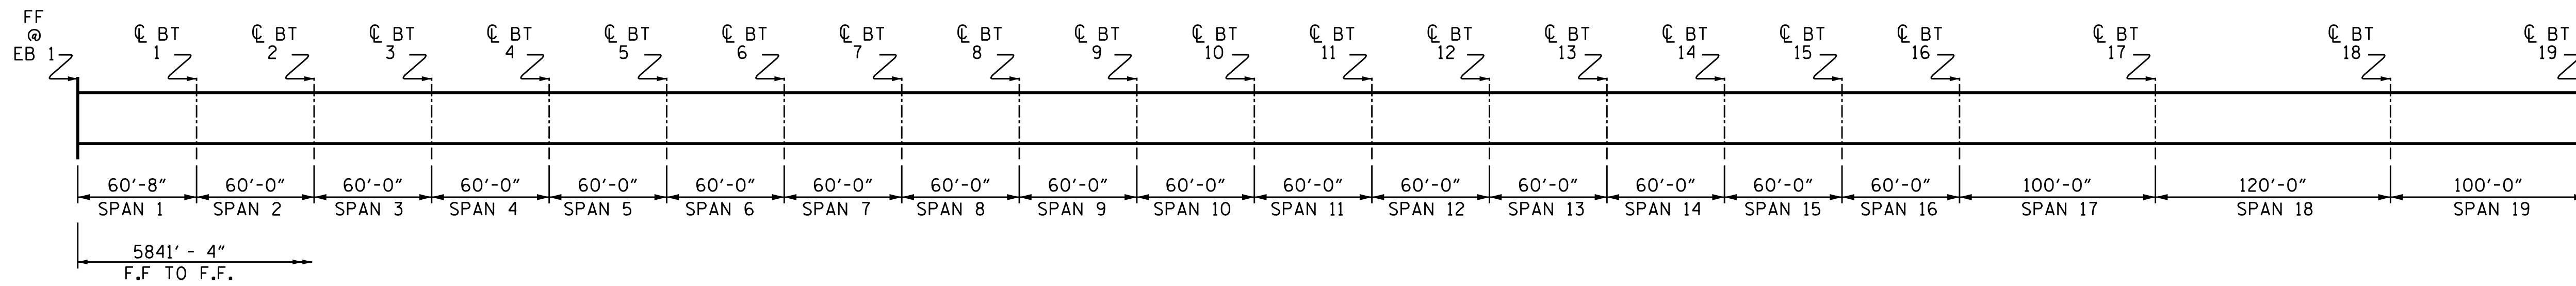 FF
@
EB 1
℄ BT
1
℄ BT
2
℄ BT
3
℄ BT
4
℄ BT
5
℄ BT
6
℄ BT
7
℄ BT
8
℄ BT
9
℄ BT
10
℄ BT
11
℄ BT
12
℄ BT
13
℄ BT
14
℄ BT
15
℄ BT
16
℄ BT
17
℄ BT
18
℄ BT
19
60'-8"
SPAN 1
60'-0"
SPAN 2
60'-0"
SPAN 3
60'-0"
SPAN 4
60'-0"
SPAN 5
60'-0"
SPAN 6
60'-0"
SPAN 7
60'-0"
SPAN 8
60'-0"
SPAN 9
60'-0"
SPAN 10
60'-0"
SPAN 11
60'-0"
SPAN 12
60'-0"
SPAN 13
60'-0"
SPAN 14
60'-0"
SPAN 15
60'-0"
SPAN 16
100'-0"
SPAN 17
120'-0"
SPAN 18
100'-0"
SPAN 19
5841' - 4"
F.F TO F.F.